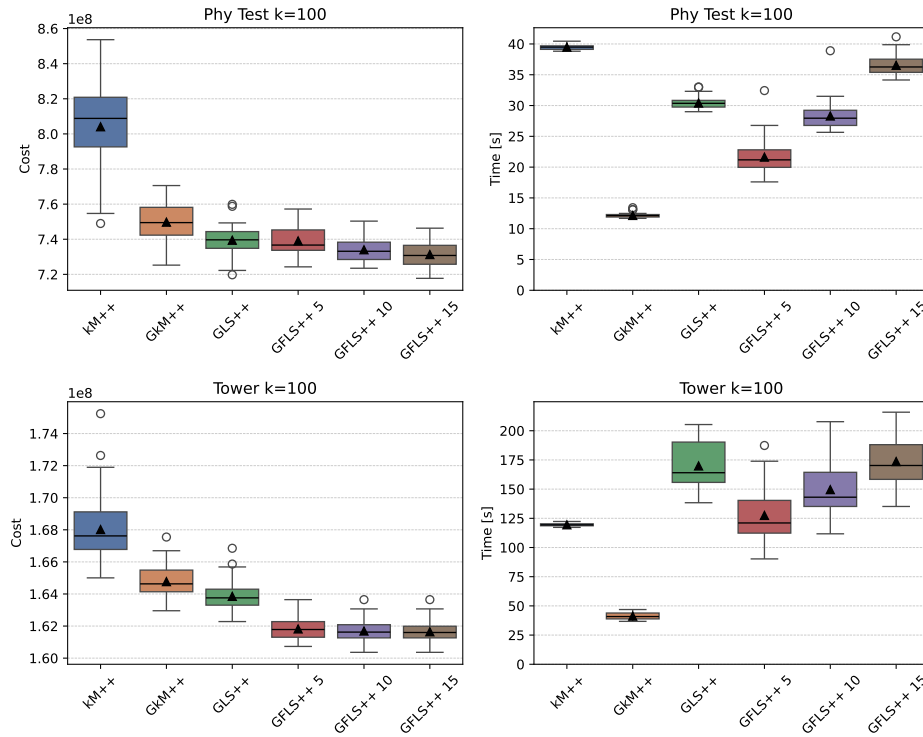 Phy Test k=100
1e8
8.6
8.4
8.2
8.0
7.8
7.6
7.4
7.2
Cost
kM++
GkM++
GLS++
GFLS++ 5
GFLS++ 10
GFLS++ 15
Phy Test k=100
40
35
30
25
20
15
10
5
0
Time [s]
kM++
GkM++
GLS++
GFLS++ 5
GFLS++ 10
GFLS++ 15
Tower k=100
1e8
1.74
1.72
1.70
1.68
1.66
1.64
1.62
1.60
Cost
kM++
GkM++
GLS++
GFLS++ 5
GFLS++ 10
GFLS++ 15
Tower k=100
200
175
150
125
100
75
50
25
0
Time [s]
kM++
GkM++
GLS++
GFLS++ 5
GFLS++ 10
GFLS++ 15